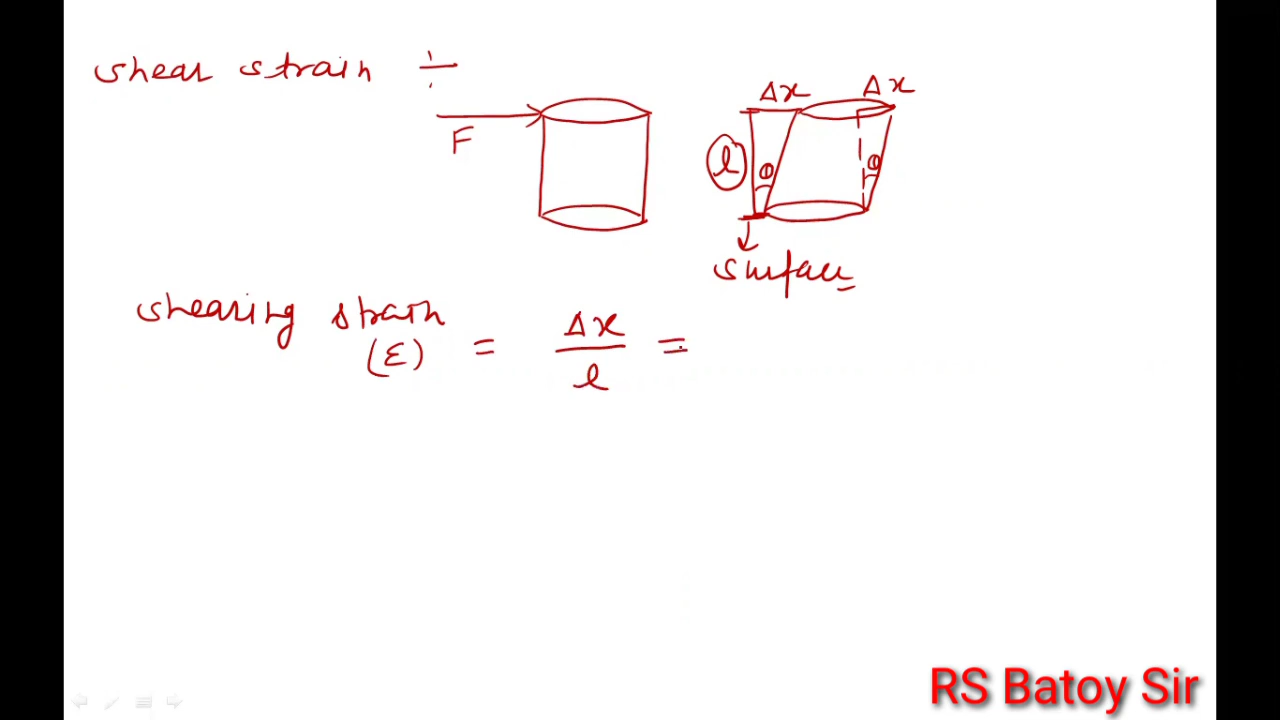 shear strain ÷
F
Δx Δx
l θ θ
surface
shearing strain
(ε) = Δx/l =
RS Batoy Sir